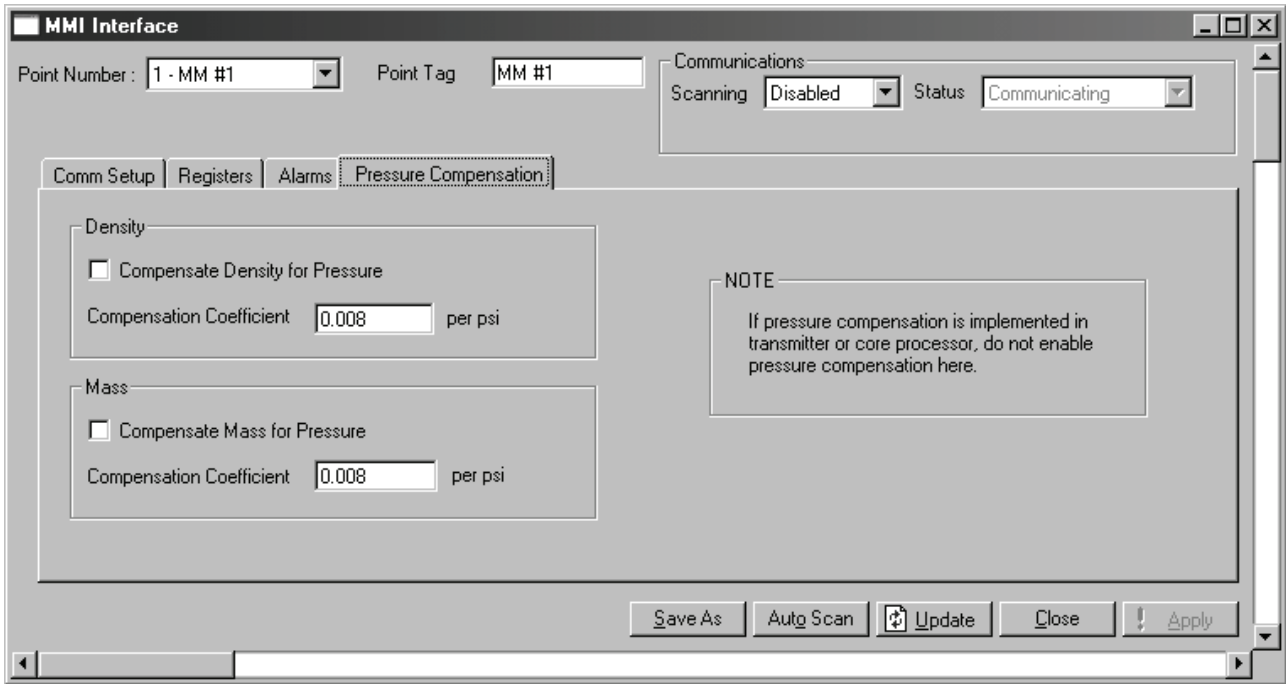 MMI Interface
Point Number : 1 - MM #1 Point Tag MM #1
Communications
Scanning Disabled Status Communicating
Comm Setup Registers Alarms Pressure Compensation
Density
Compensate Density for Pressure
Compensation Coefficient 0.008 per psi
NOTE
If pressure compensation is implemented in
transmitter or core processor, do not enable
pressure compensation here.
Mass
Compensate Mass for Pressure
Compensation Coefficient 0.008 per psi
Save As Auto Scan Update Close ! Apply